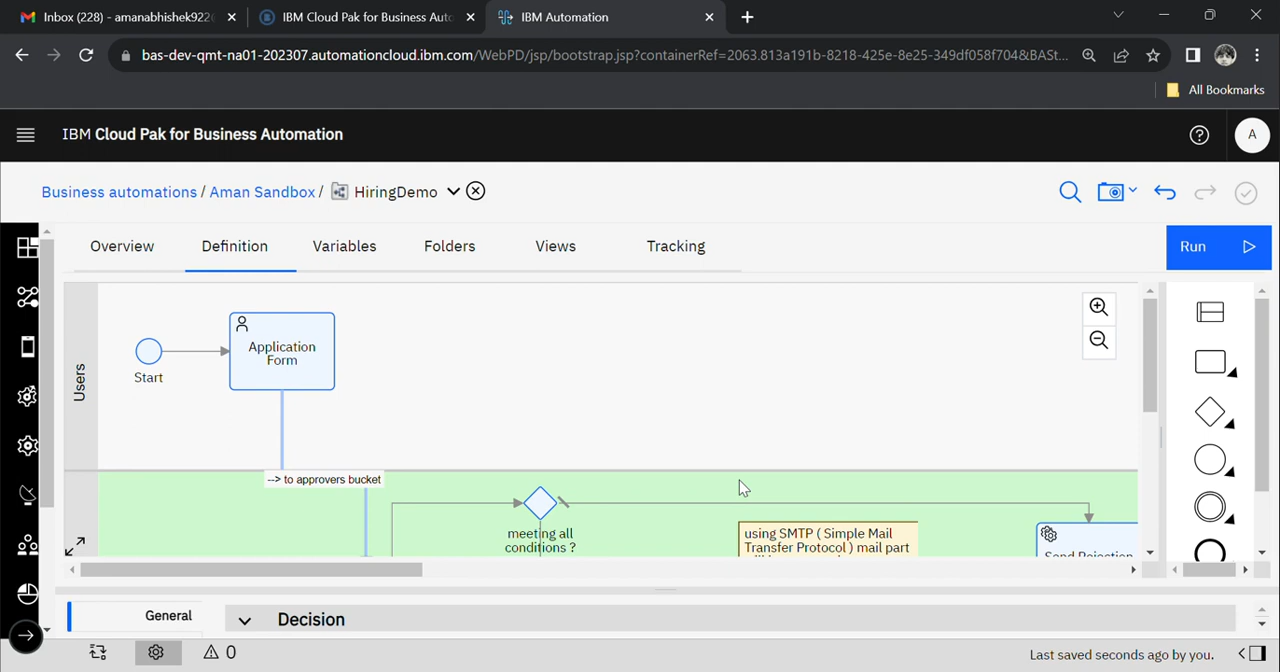 Inbox (228) - amanabhishek922
IBM Cloud Pak for Business Auto
IBM Automation
bas-dev-qmt-na01-202307.automationcloud.ibm.com/WebPD/jsp/bootstrap.jsp?containerRef=2063.813a191b-8218-425e-8e25-349df058f704&BASt...
All Bookmarks
IBM Cloud Pak for Business Automation
A
Business automations / Aman Sandbox / HiringDemo
Overview
Definition
Variables
Folders
Views
Tracking
Run
Users
Start
Application
Form
--> to approvers bucket
meeting all
conditions ?
using SMTP ( Simple Mail
Transfer Protocol ) mail part
Send Rejection
General
Decision
0
Last saved seconds ago by you.